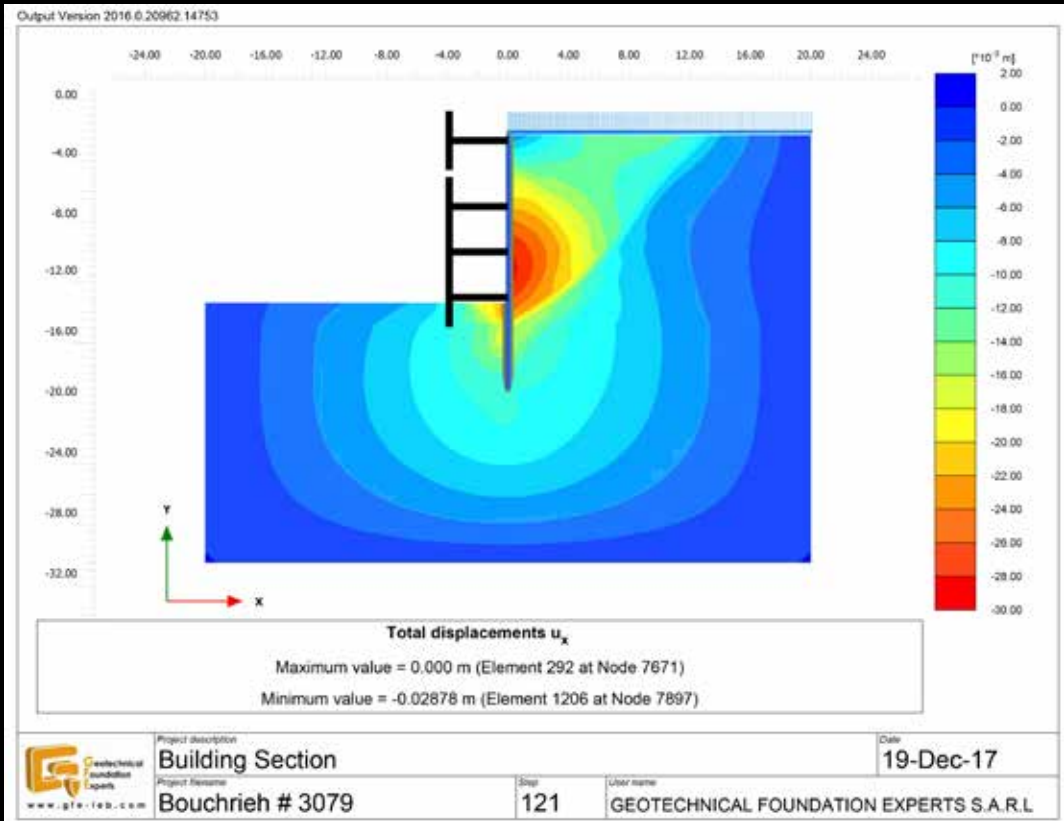 Output Version 2016.0.20962.14753
-24.00 -20.00 -16.00 -12.00 -8.00 -4.00 0.00 4.00 8.00 12.00 16.00 20.00 24.00
[*10⁻³ m]
0.00
-4.00
-8.00
-12.00
-16.00
-20.00
-24.00
-28.00
-32.00
2.00
0.00
-2.00
-4.00
-6.00
-8.00
-10.00
-12.00
-14.00
-16.00
-18.00
-20.00
-22.00
-24.00
-26.00
-28.00
-30.00
Y
X
Total displacements uₓ
Maximum value = 0.000 m (Element 292 at Node 7671)
Minimum value = -0.02878 m (Element 1206 at Node 7897)
Geotechnical
Foundation
Experts
www.gfe-leb.com
Project description
Building Section
Date
19-Dec-17
Project filename
Bouchrieh # 3079
Step
121
User name
GEOTECHNICAL FOUNDATION EXPERTS S.A.R.L